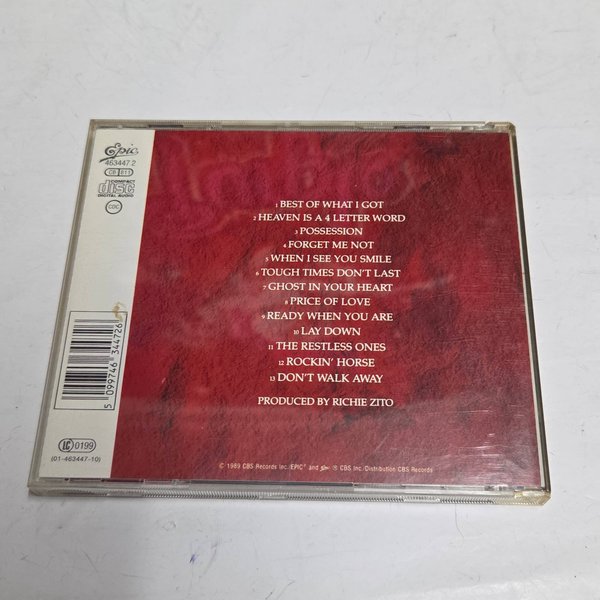 Epic
463447 2
COMPACT
disc
DIGITAL AUDIO
CDC
5 099746 344726
LC 0199
(01-463447-10)
1 BEST OF WHAT I GOT
2 HEAVEN IS A 4 LETTER WORD
3 POSSESSION
4 FORGET ME NOT
5 WHEN I SEE YOU SMILE
6 TOUGH TIMES DON'T LAST
7 GHOST IN YOUR HEART
8 PRICE OF LOVE
9 READY WHEN YOU ARE
10 LAY DOWN
11 THE RESTLESS ONES
12 ROCKIN' HORSE
13 DON'T WALK AWAY
PRODUCED BY RICHIE ZITO
© 1989 CBS Records Inc./EPIC® and Epic ® CBS Inc./Distribution CBS Records